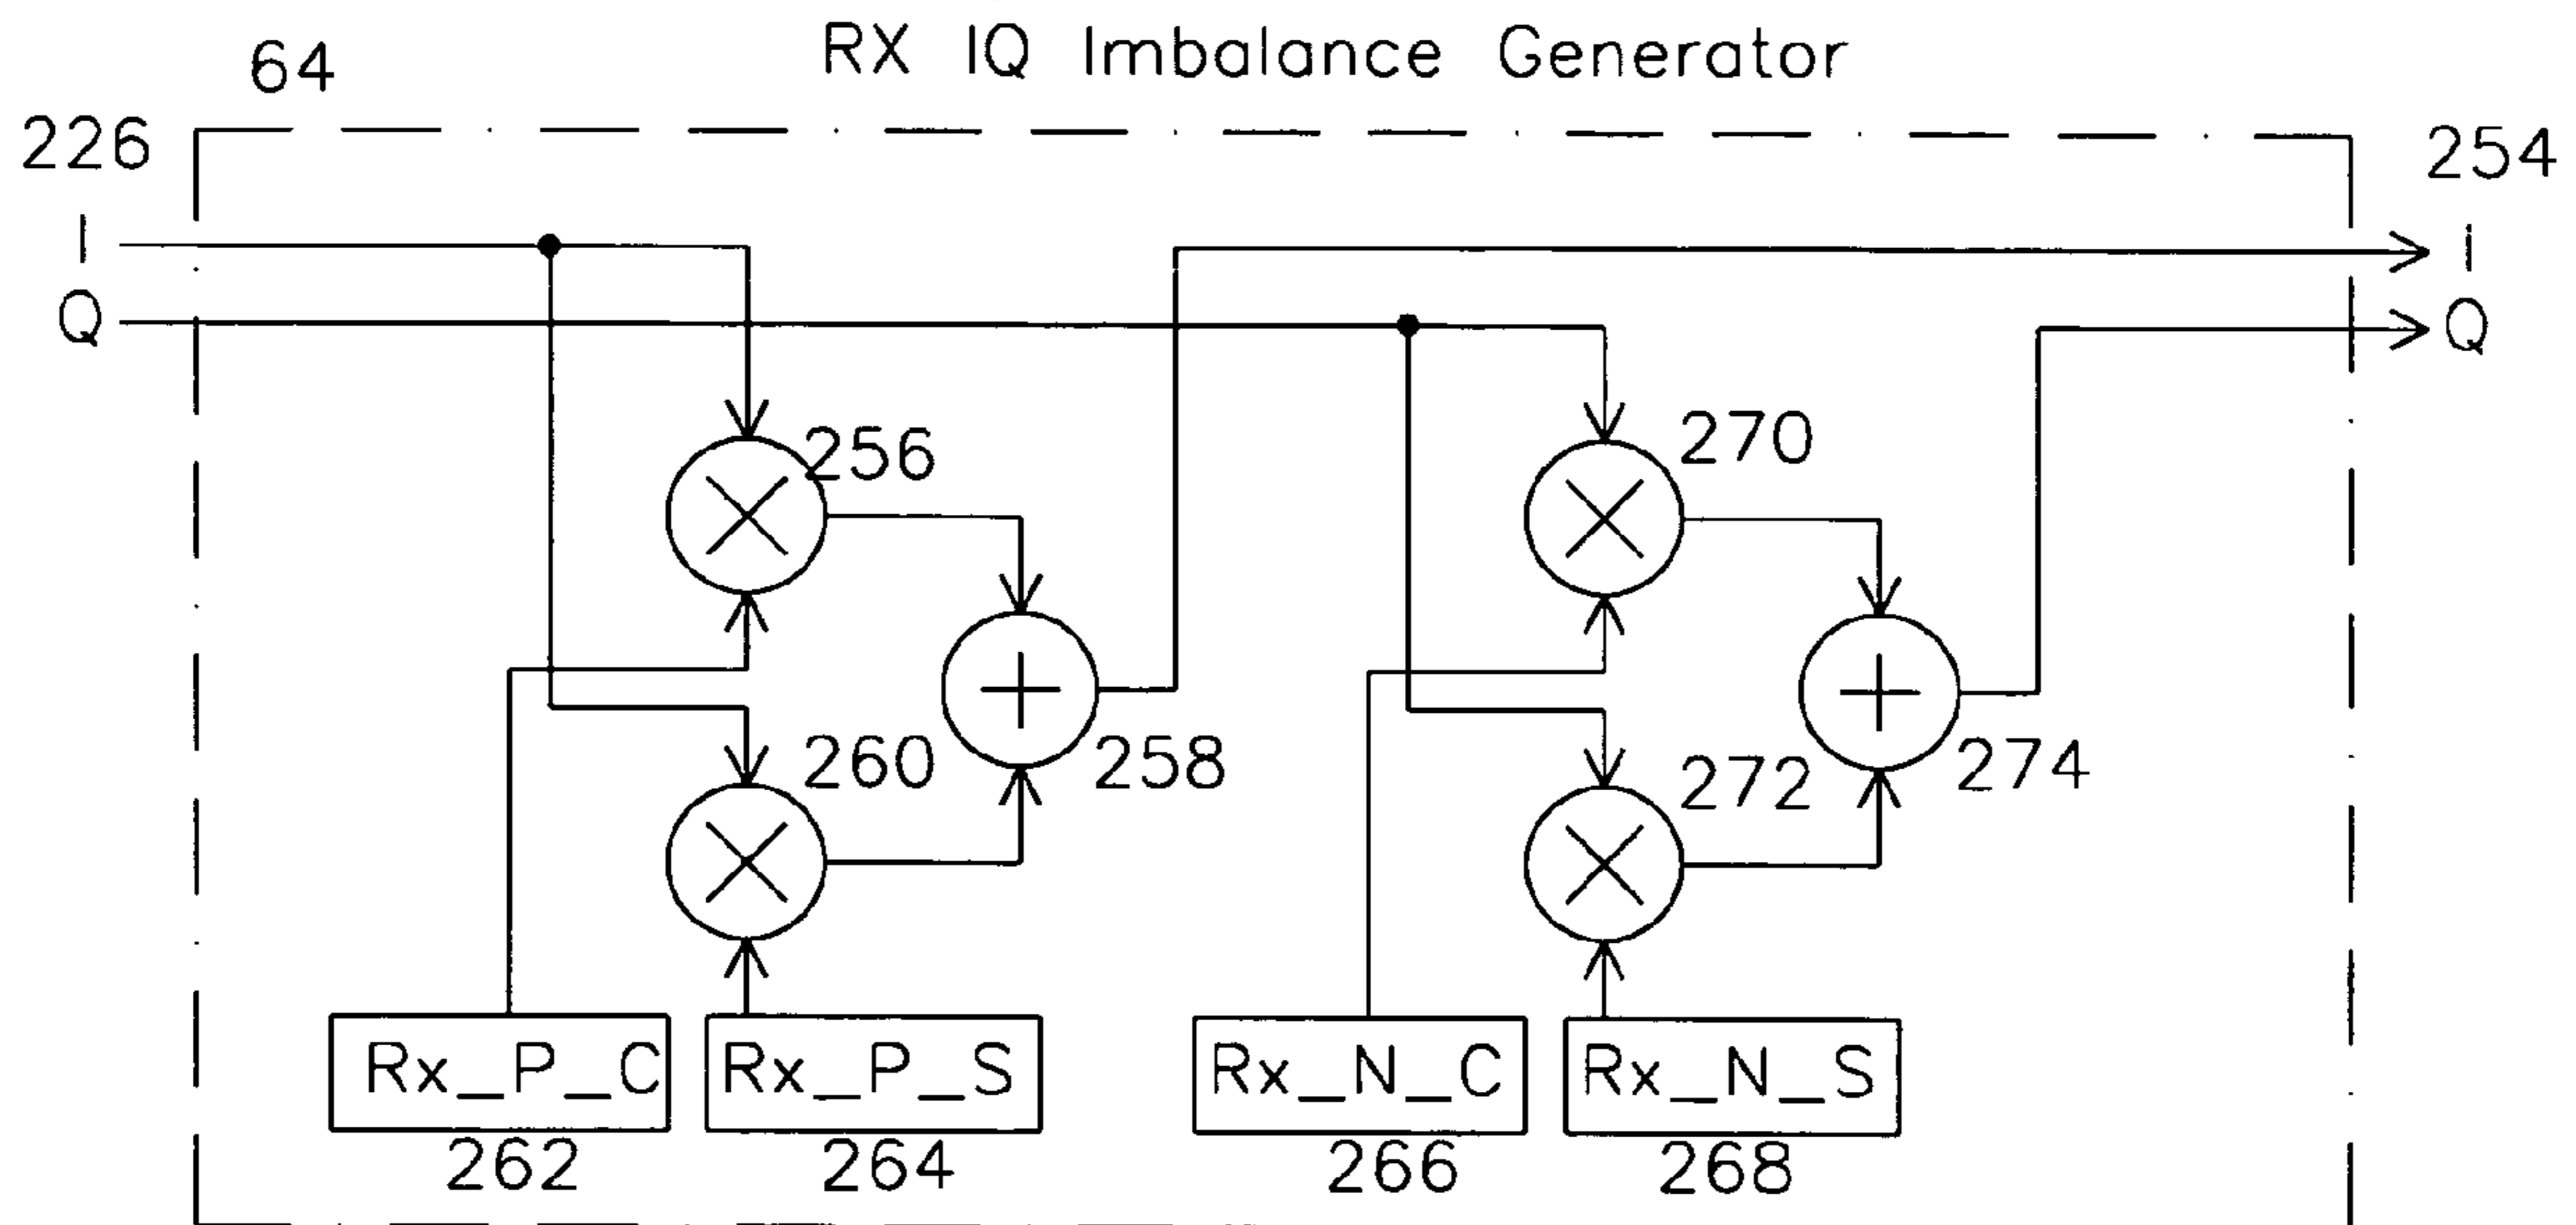 RX IQ Imbalance Generator
64
226
254
I
I
Q
Q
256
270
260
258
272
274
Rx_P_C
Rx_P_S
Rx_N_C
Rx_N_S
262
264
266
268